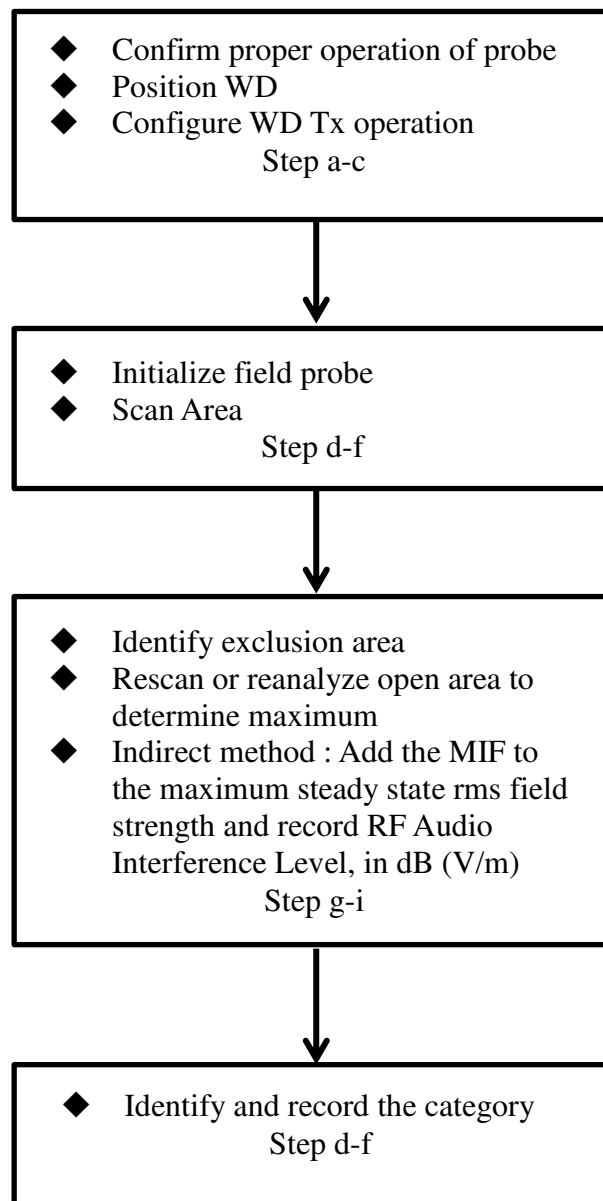 ◆ Confirm proper operation of probe
◆ Position WD
◆ Configure WD Tx operation
Step a-c
◆ Initialize field probe
◆ Scan Area
Step d-f
◆ Identify exclusion area
◆ Rescan or reanalyze open area to
determine maximum
◆ Indirect method : Add the MIF to
the maximum steady state rms field
strength and record RF Audio
Interference Level, in dB (V/m)
Step g-i
◆ Identify and record the category
Step d-f